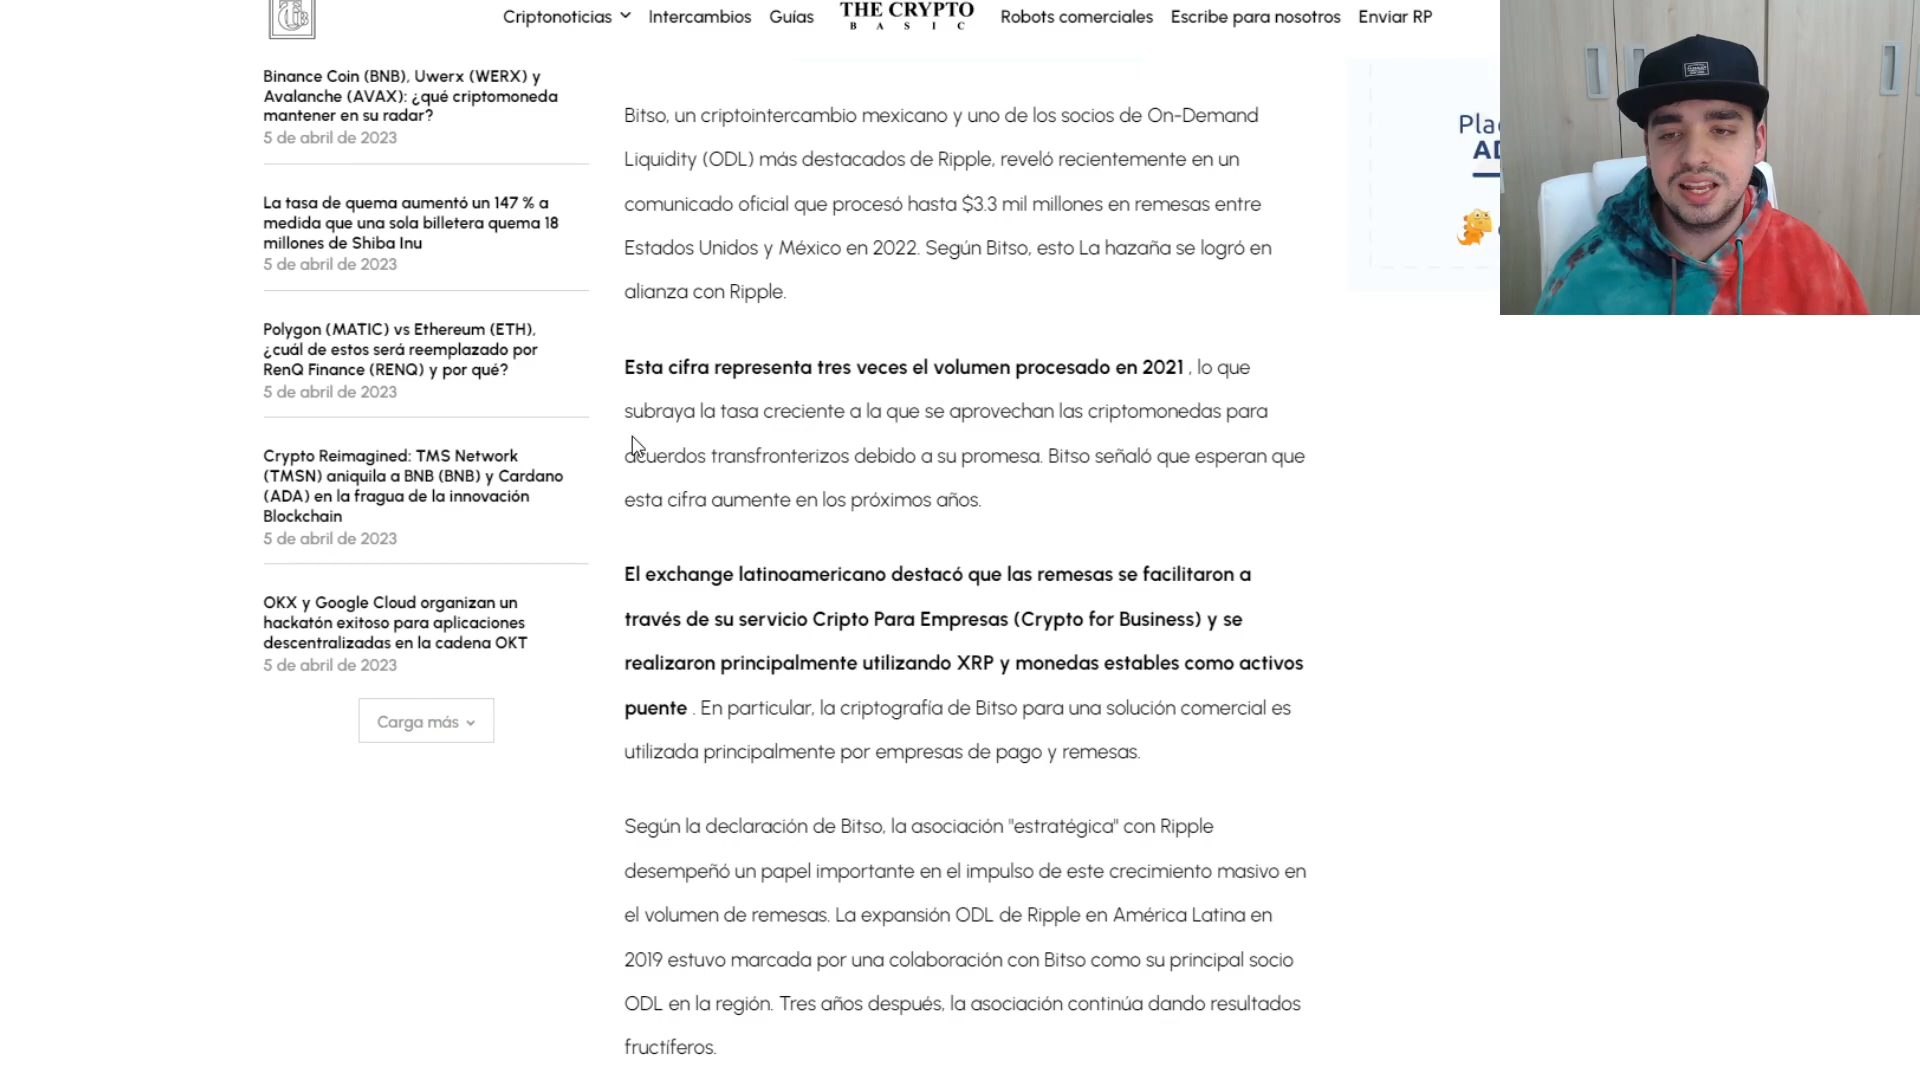 Criptonoticias
Intercambios
Guías
THE CRYPTO
BASIC
Robots comerciales
Escribe para nosotros
Enviar RP
Binance Coin (BNB), Uwerx (WERX) y
Avalanche (AVAX): ¿qué criptomoneda
mantener en su radar?
5 de abril de 2023
La tasa de quema aumentó un 147 % a
medida que una sola billetera quema 18
millones de Shiba Inu
5 de abril de 2023
Polygon (MATIC) vs Ethereum (ETH),
¿cuál de estos será reemplazado por
RenQ Finance (RENQ) y por qué?
5 de abril de 2023
Crypto Reimagined: TMS Network
(TMSN) aniquila a BNB (BNB) y Cardano
(ADA) en la fragua de la innovación
Blockchain
5 de abril de 2023
OKX y Google Cloud organizan un
hackatón exitoso para aplicaciones
descentralizadas en la cadena OKT
5 de abril de 2023
Carga más
Bitso, un criptointercambio mexicano y uno de los socios de On-Demand
Liquidity (ODL) más destacados de Ripple, reveló recientemente en un
comunicado oficial que procesó hasta $3.3 mil millones en remesas entre
Estados Unidos y México en 2022. Según Bitso, esto La hazaña se logró en
alianza con Ripple.
Esta cifra representa tres veces el volumen procesado en 2021 , lo que
subraya la tasa creciente a la que se aprovechan las criptomonedas para
acuerdos transfronterizos debido a su promesa. Bitso señaló que esperan que
esta cifra aumente en los próximos años.
El exchange latinoamericano destacó que las remesas se facilitaron a
través de su servicio Cripto Para Empresas (Crypto for Business) y se
realizaron principalmente utilizando XRP y monedas estables como activos
puente . En particular, la criptografía de Bitso para una solución comercial es
utilizada principalmente por empresas de pago y remesas.
Según la declaración de Bitso, la asociación "estratégica" con Ripple
desempeñó un papel importante en el impulso de este crecimiento masivo en
el volumen de remesas. La expansión ODL de Ripple en América Latina en
2019 estuvo marcada por una colaboración con Bitso como su principal socio
ODL en la región. Tres años después, la asociación continúa dando resultados
fructíferos.